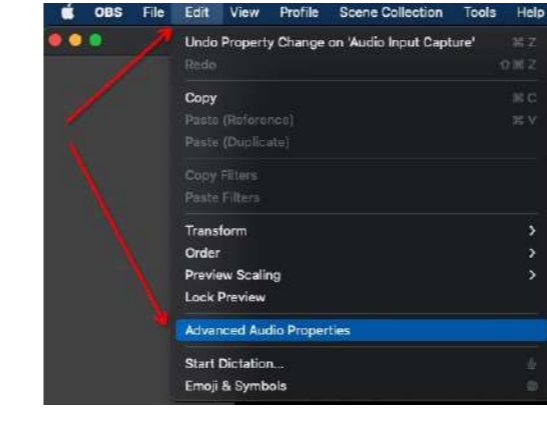 OBS File Edit View Profile Scene Collection Tools Help
Undo Property Change on 'Audio Input Capture' ⌘ Z
Redo ⇧ ⌘ Z
Copy ⌘ C
Paste (Reference) ⌘ V
Paste (Duplicate)
Copy Filters
Paste Filters
Transform
Order
Preview Scaling
Lock Preview
Advanced Audio Properties
Start Dictation...
Emoji & Symbols